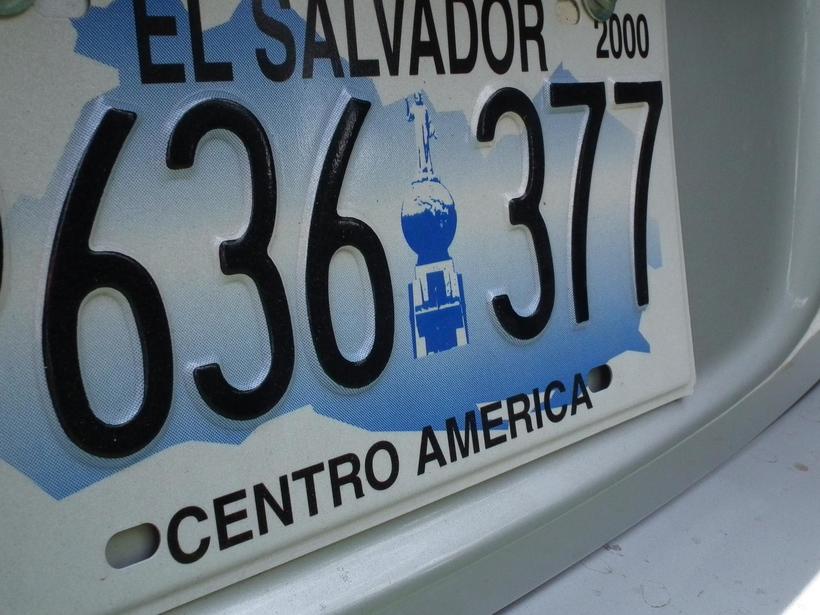 EL SALVADOR 2000
636 377
CENTRO AMERICA